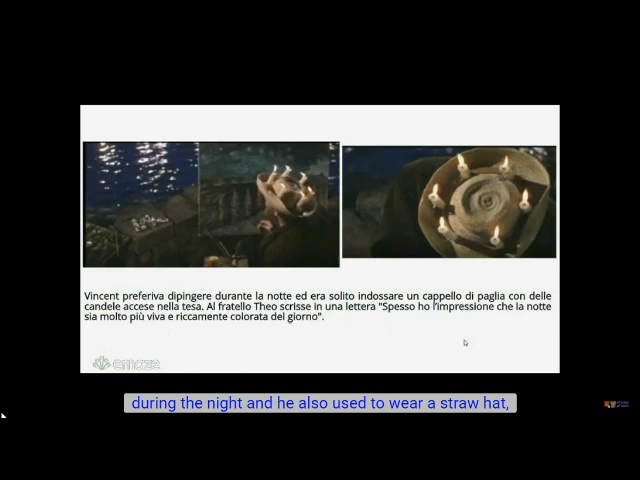 Vincent preferiva dipingere durante la notte ed era solito indossare un cappello di paglia con delle
candele accese nella tesa. Al fratello Theo scrisse in una lettera "Spesso ho l'impressione che la notte
sia molto più viva e riccamente colorata del giorno".
emaze
during the night and he also used to wear a straw hat,